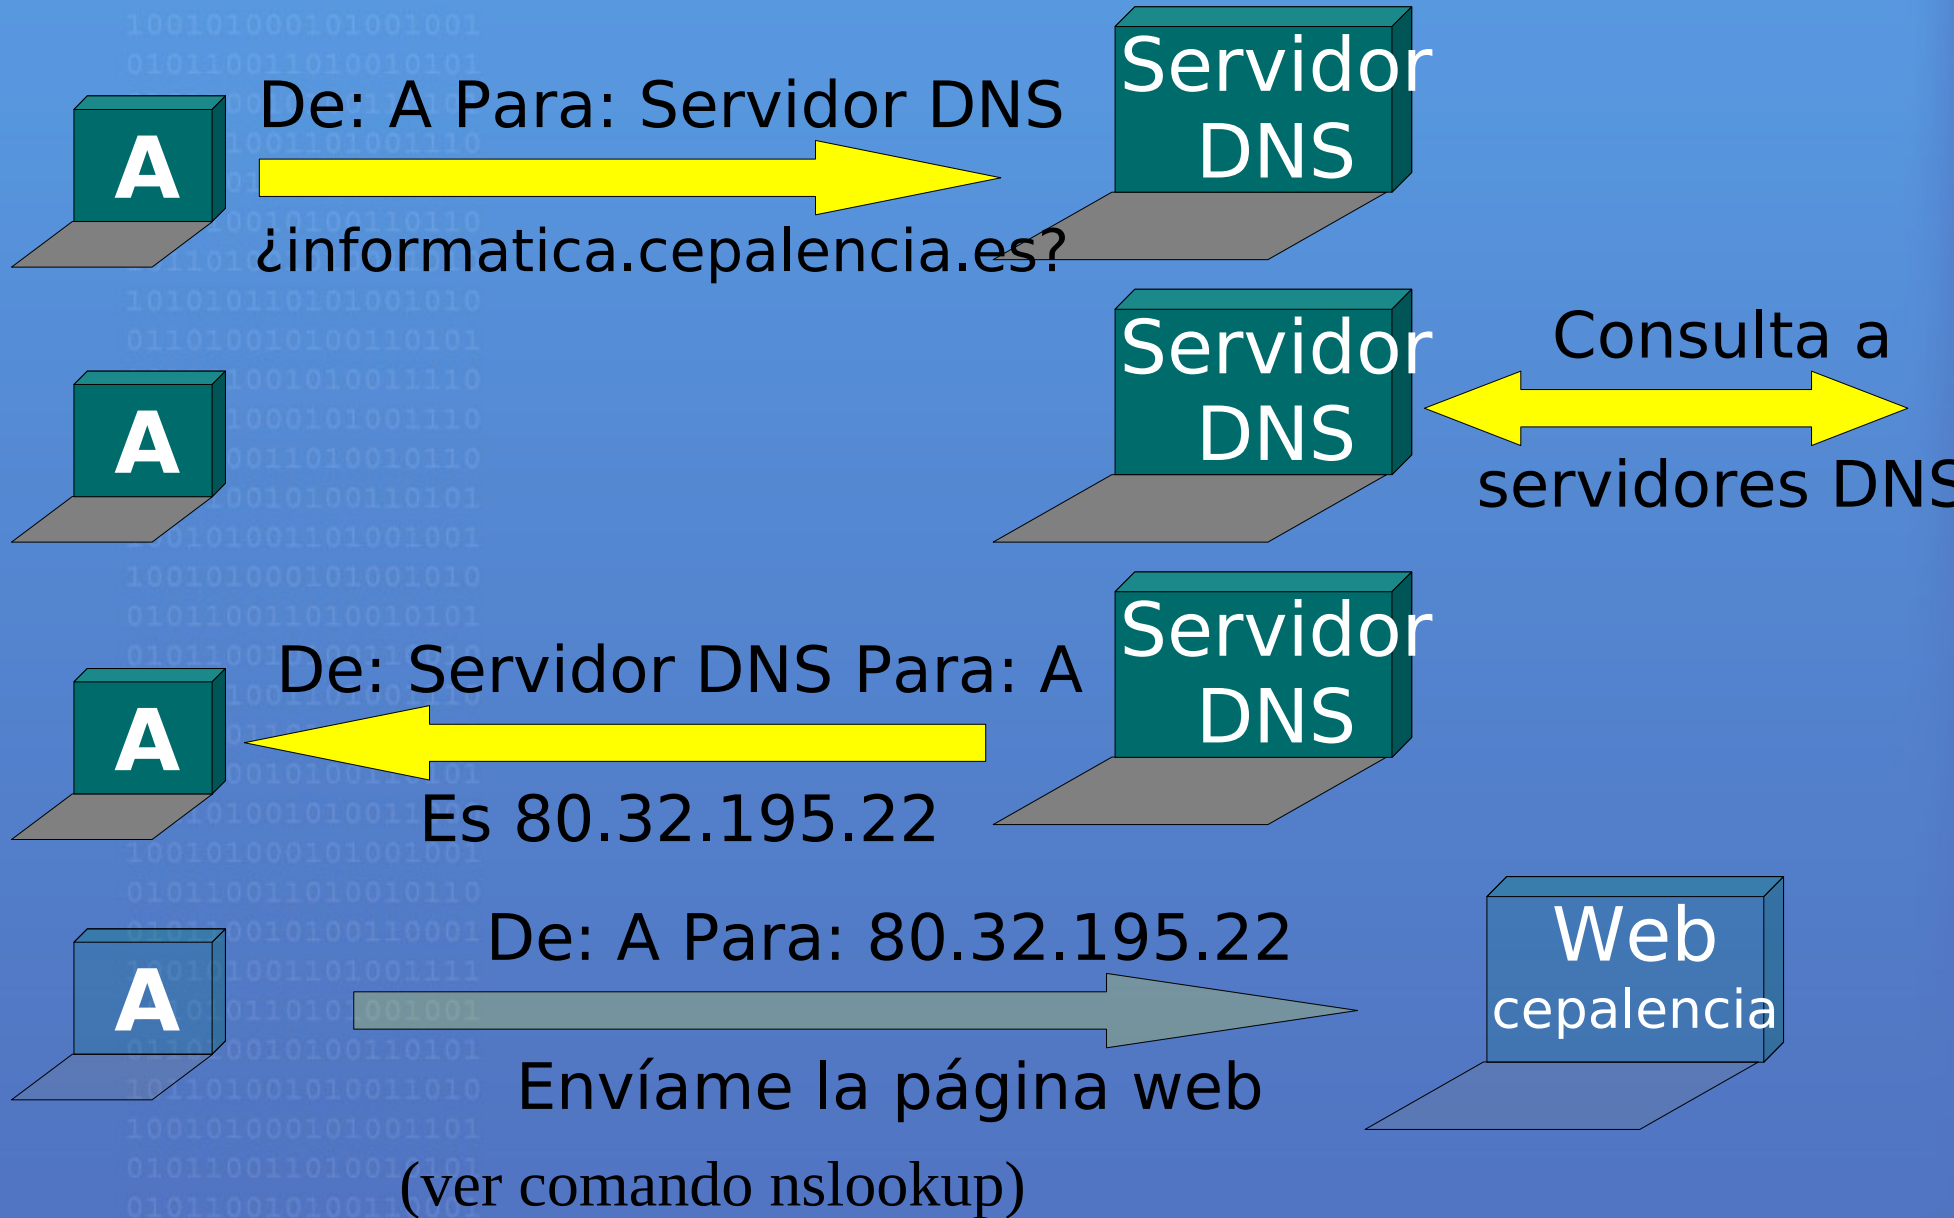 De: A Para: Servidor DNS
A
Servidor
DNS
¿informatica.cepalencia.es?
A
Servidor
DNS
Consulta a
servidores DNS
De: Servidor DNS Para: A
A
Servidor
DNS
Es 80.32.195.22
De: A Para: 80.32.195.22
A
Web
cepalencia
Envíame la página web
(ver comando nslookup)